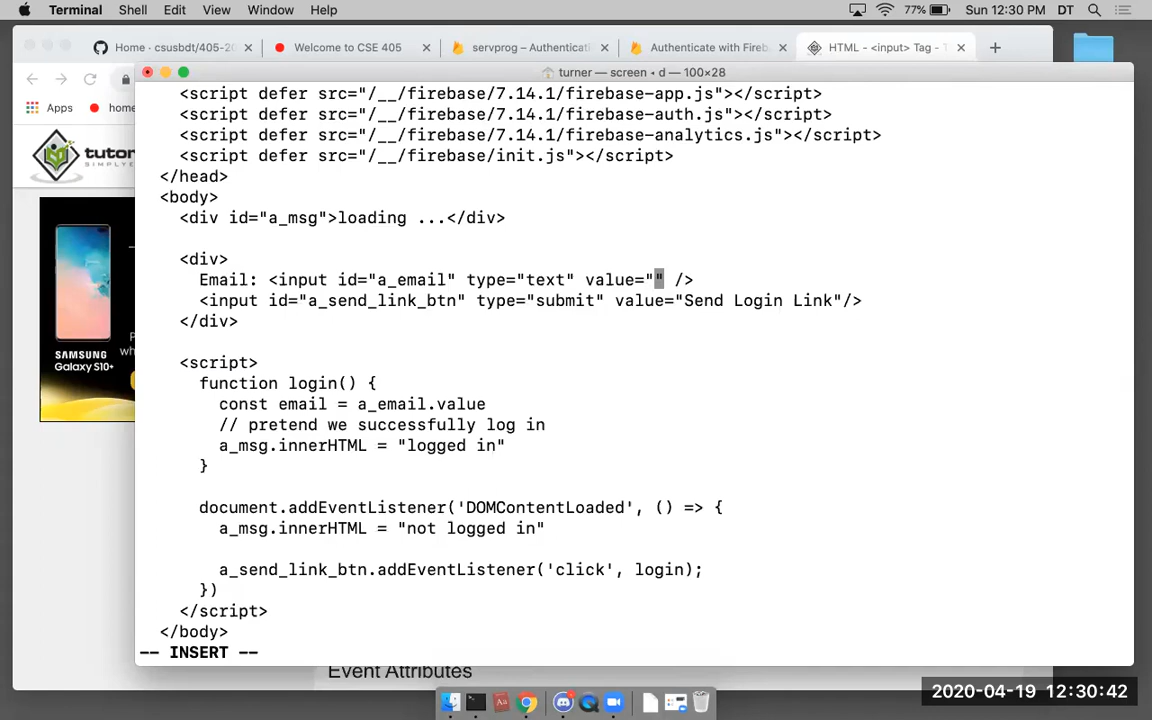 Terminal Shell Edit View Window Help 77% Sun 12:30 PM DT
Home · csusbdt/405-20 Welcome to CSE 405 servprog – Authenticati Authenticate with Fireb HTML - <input> Tag - T
turner — screen • d — 100×28
Apps home
tutor
SIMPLYE
SAMSUNG
Galaxy S10+
P
wh
<script defer src="/__/firebase/7.14.1/firebase-app.js"></script>
<script defer src="/__/firebase/7.14.1/firebase-auth.js"></script>
<script defer src="/__/firebase/7.14.1/firebase-analytics.js"></script>
<script defer src="/__/firebase/init.js"></script>
</head>
<body>
<div id="a_msg">loading ...</div>
<div>
Email: <input id="a_email" type="text" value="" />
<input id="a_send_link_btn" type="submit" value="Send Login Link"/>
</div>
<script>
function login() {
const email = a_email.value
// pretend we successfully log in
a_msg.innerHTML = "logged in"
}
document.addEventListener('DOMContentLoaded', () => {
a_msg.innerHTML = "not logged in"
a_send_link_btn.addEventListener('click', login);
})
</script>
</body>
-- INSERT --
Event Attributes
2020-04-19 12:30:42